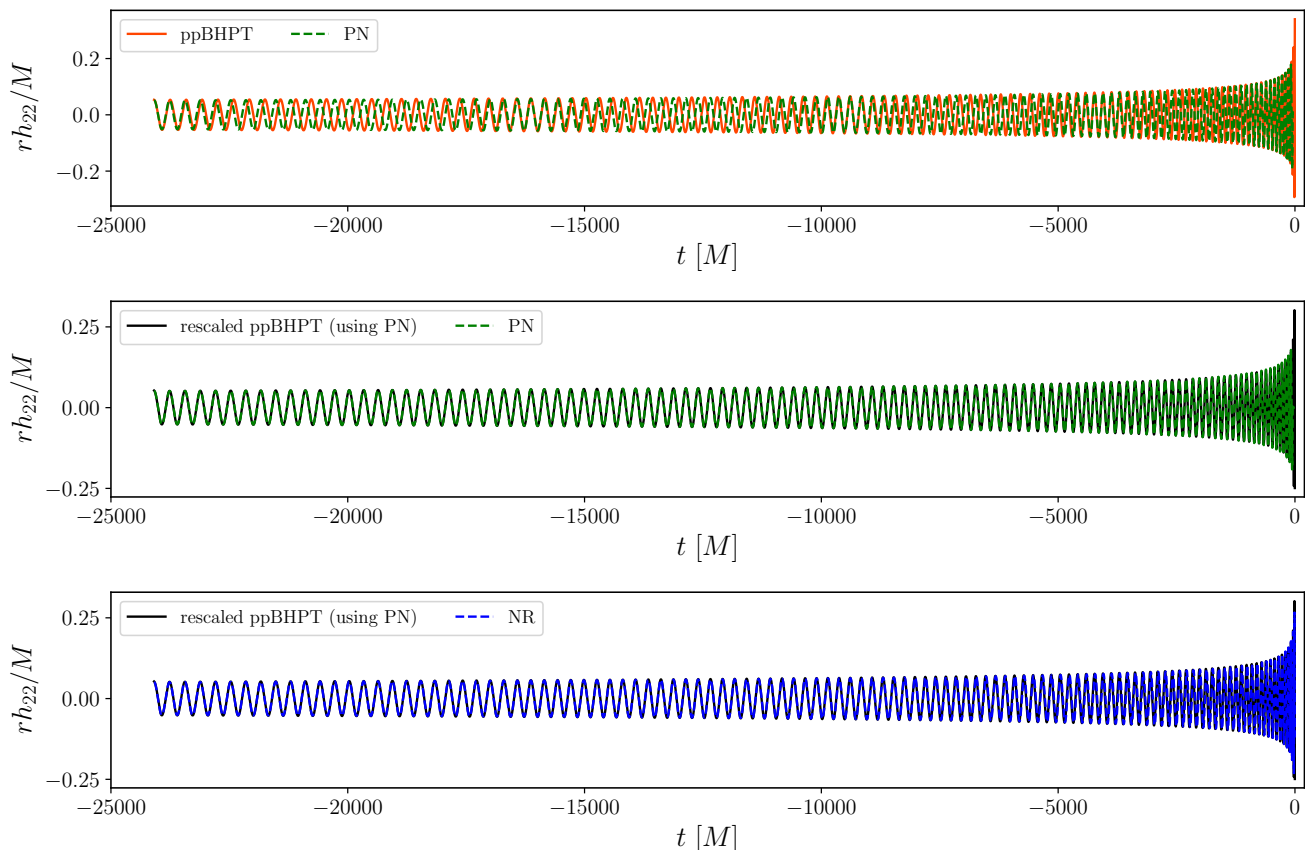 ppBHPT PN
rh22/M
0.2
0.0
−0.2
−25000 −20000 −15000 −10000 −5000 0
t [M]
rescaled ppBHPT (using PN) PN
rh22/M
0.25
0.00
−0.25
−25000 −20000 −15000 −10000 −5000 0
t [M]
rescaled ppBHPT (using PN) NR
rh22/M
0.25
0.00
−0.25
−25000 −20000 −15000 −10000 −5000 0
t [M]